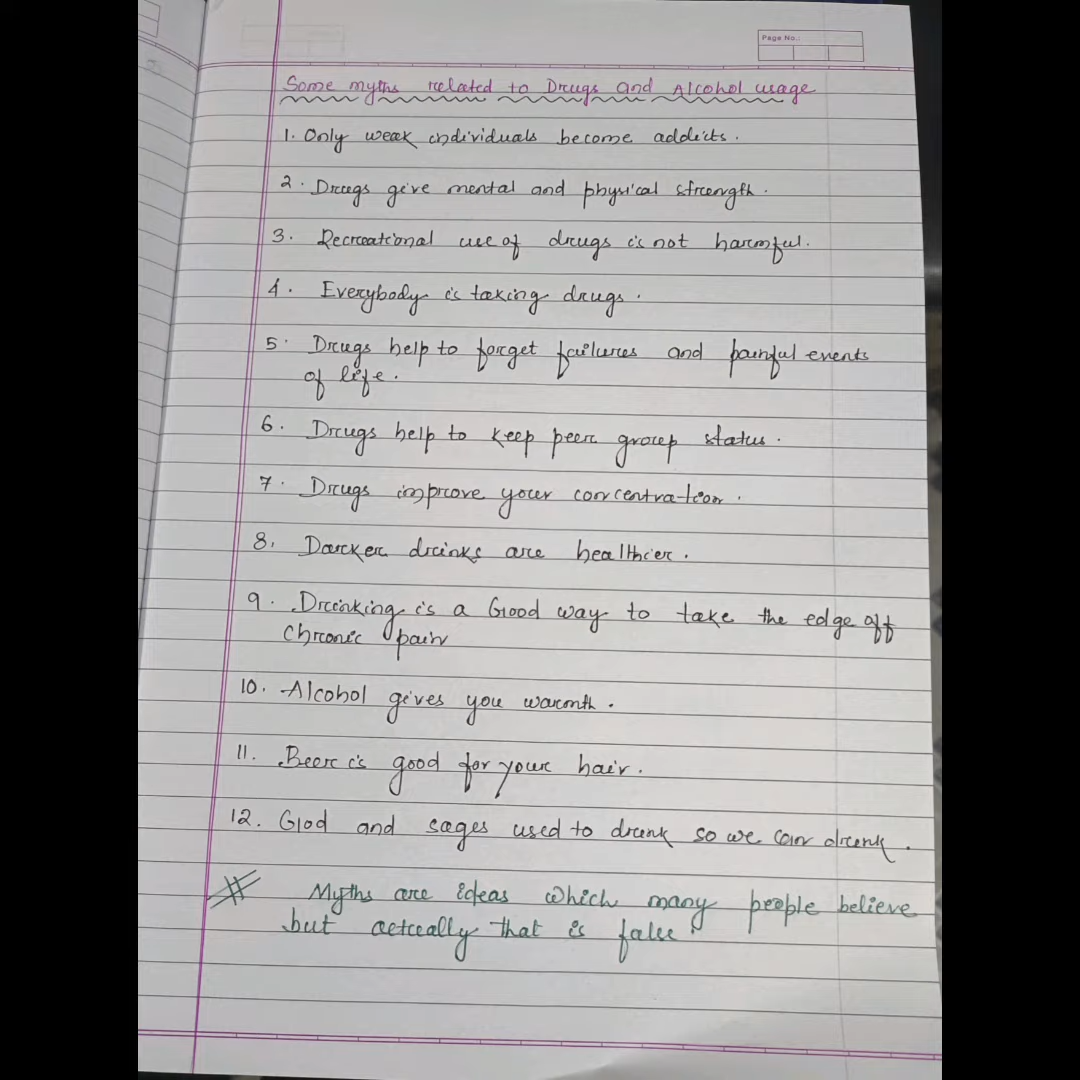 Page No.:
Some myths related to Drugs and Alcohol usage
1. Only weak individuals become addicts.
2. Drugs give mental and physical strength.
3. Recreational use of drugs is not harmful.
4. Everybody is taking drugs.
5. Drugs help to forget failures and painful events
of life.
6. Drugs help to keep peer group status.
7. Drugs improve your concentration.
8. Darker drinks are healthier.
9. Drinking is a Good way to take the edge off
Chronic pain
10. Alcohol gives you warmth.
11. Beer is good for your hair.
12. God and sages used to drink so we can drink.
Myths are ideas which many people believe
but actually that is false.